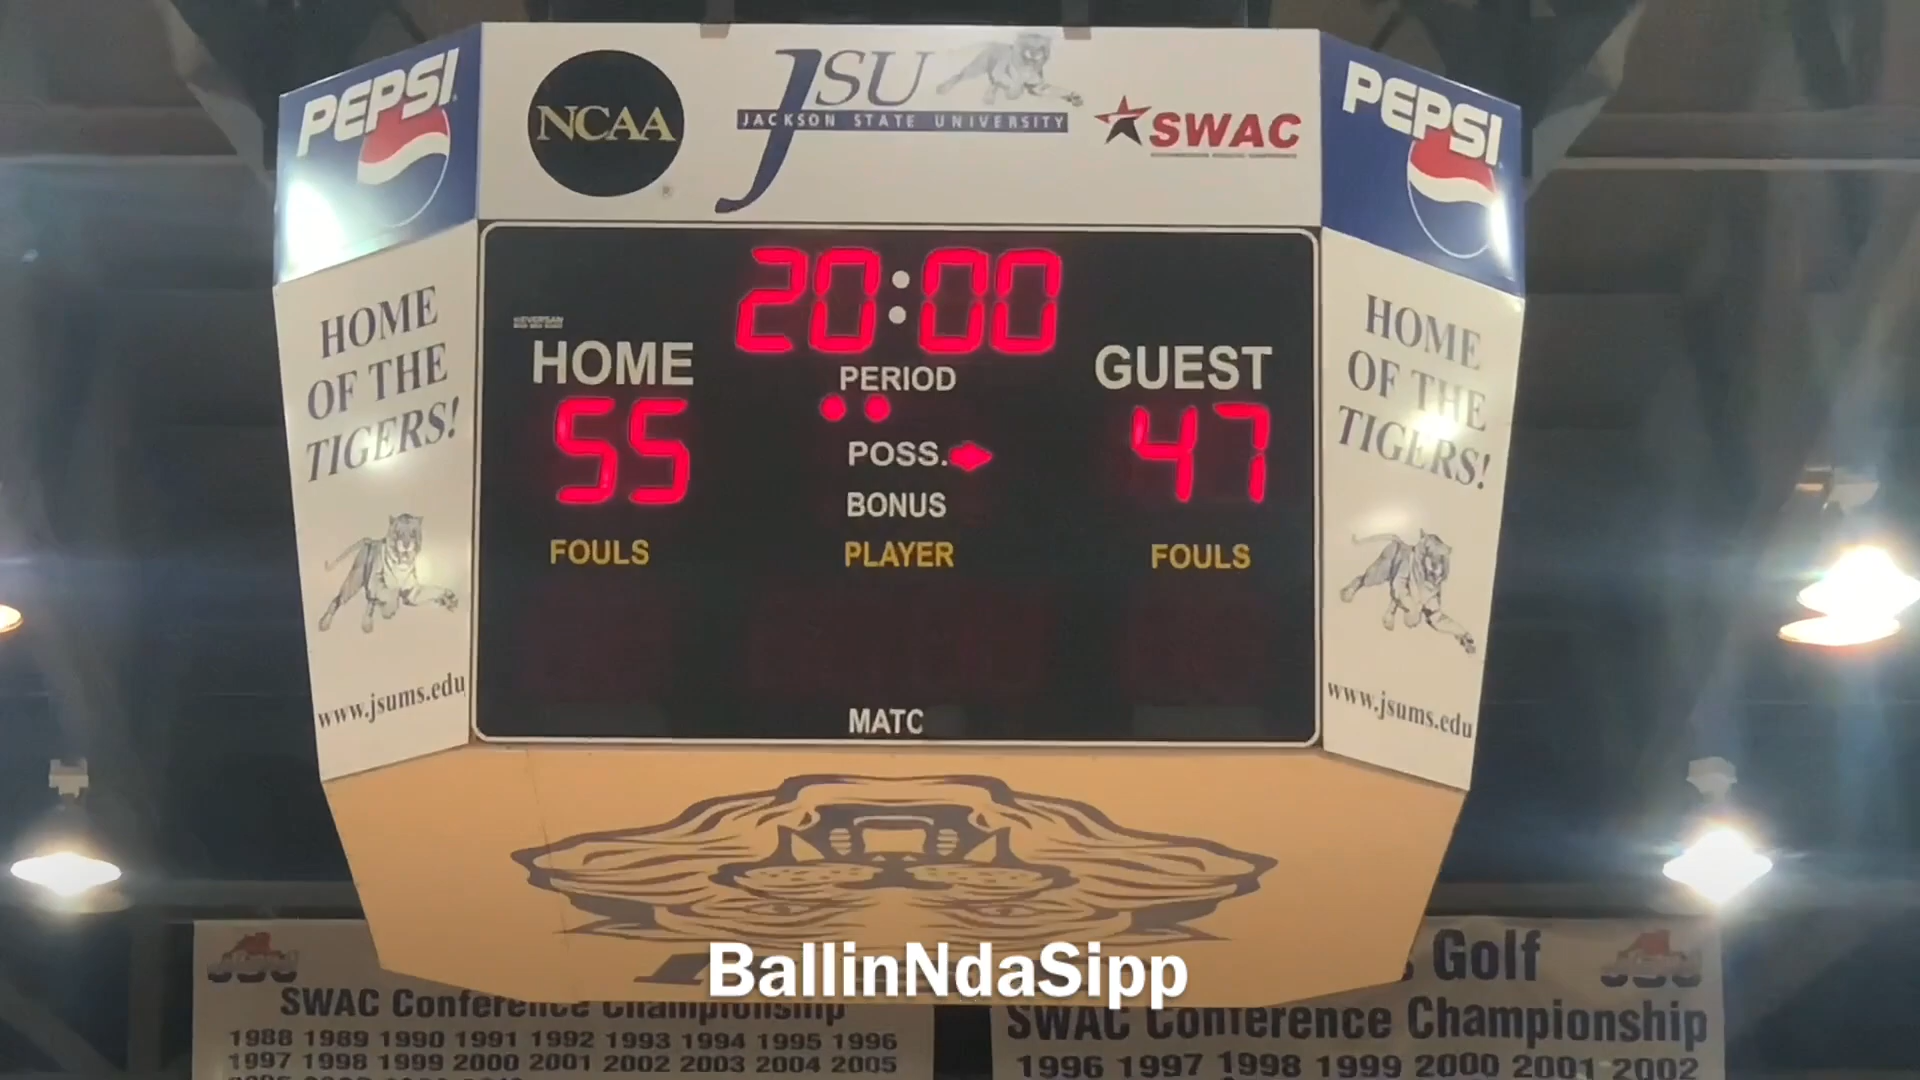 PEPSI
NCAA
JSU
JACKSON STATE UNIVERSITY
SWAC
PEPSI
HOME
OF THE
TIGERS!
www.jsums.edu
20:00
EVERSAN
HOME
PERIOD
GUEST
55
47
POSS.
BONUS
FOULS
PLAYER
FOULS
MATC
HOME
OF THE
TIGERS!
www.jsums.edu
BallinNdaSipp
JSU
SWAC Conference Championship
1988 1989 1990 1991 1992 1993 1994 1995 1996
1997 1998 1999 2000 2001 2002 2003 2004 2005
Golf
JSU
SWAC Conference Championship
1996 1997 1998 1999 2000 2001 2002